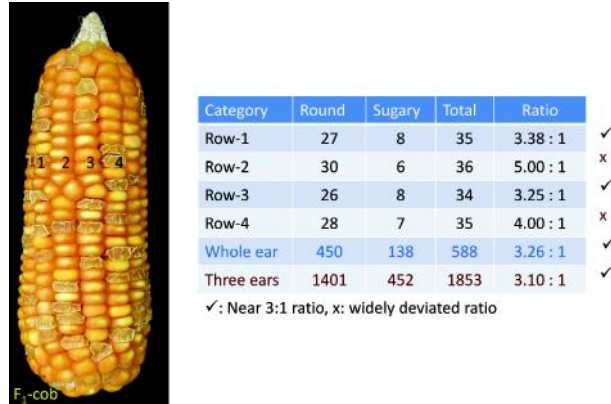 1 2 3 4
F₁-cob
Category Round Sugary Total Ratio
Row-1 27 8 35 3.38 : 1 ✓
Row-2 30 6 36 5.00 : 1 x
Row-3 26 8 34 3.25 : 1 ✓
Row-4 28 7 35 4.00 : 1 x
Whole ear 450 138 588 3.26 : 1 ✓
Three ears 1401 452 1853 3.10 : 1 ✓
✓: Near 3:1 ratio, x: widely deviated ratio